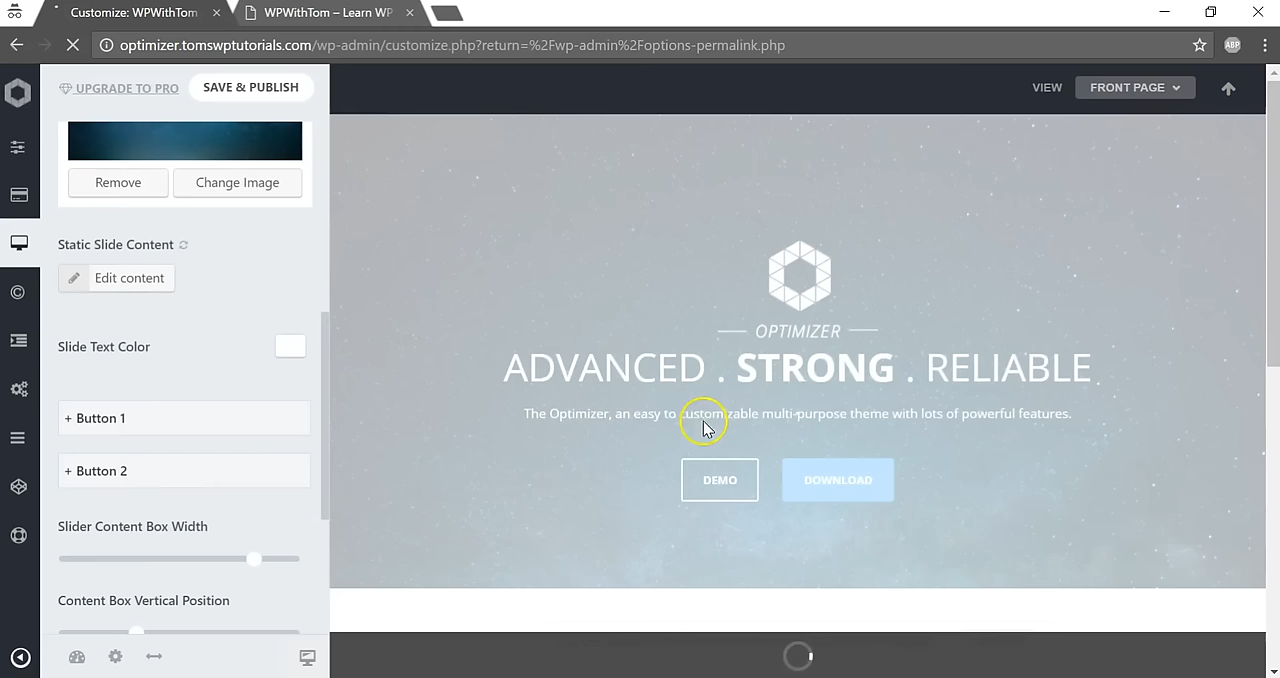 Customize: WPWithTom
WPWithTom – Learn WP
optimizer.tomswptutorials.com/wp-admin/customize.php?return=%2Fwp-admin%2Foptions-permalink.php
ABP
UPGRADE TO PRO
SAVE & PUBLISH
VIEW
FRONT PAGE
Remove
Change Image
Static Slide Content
Edit content
Slide Text Color
+ Button 1
+ Button 2
Slider Content Box Width
Content Box Vertical Position
OPTIMIZER
ADVANCED . STRONG . RELIABLE
The Optimizer, an easy to customizable multi-purpose theme with lots of powerful features.
DEMO
DOWNLOAD